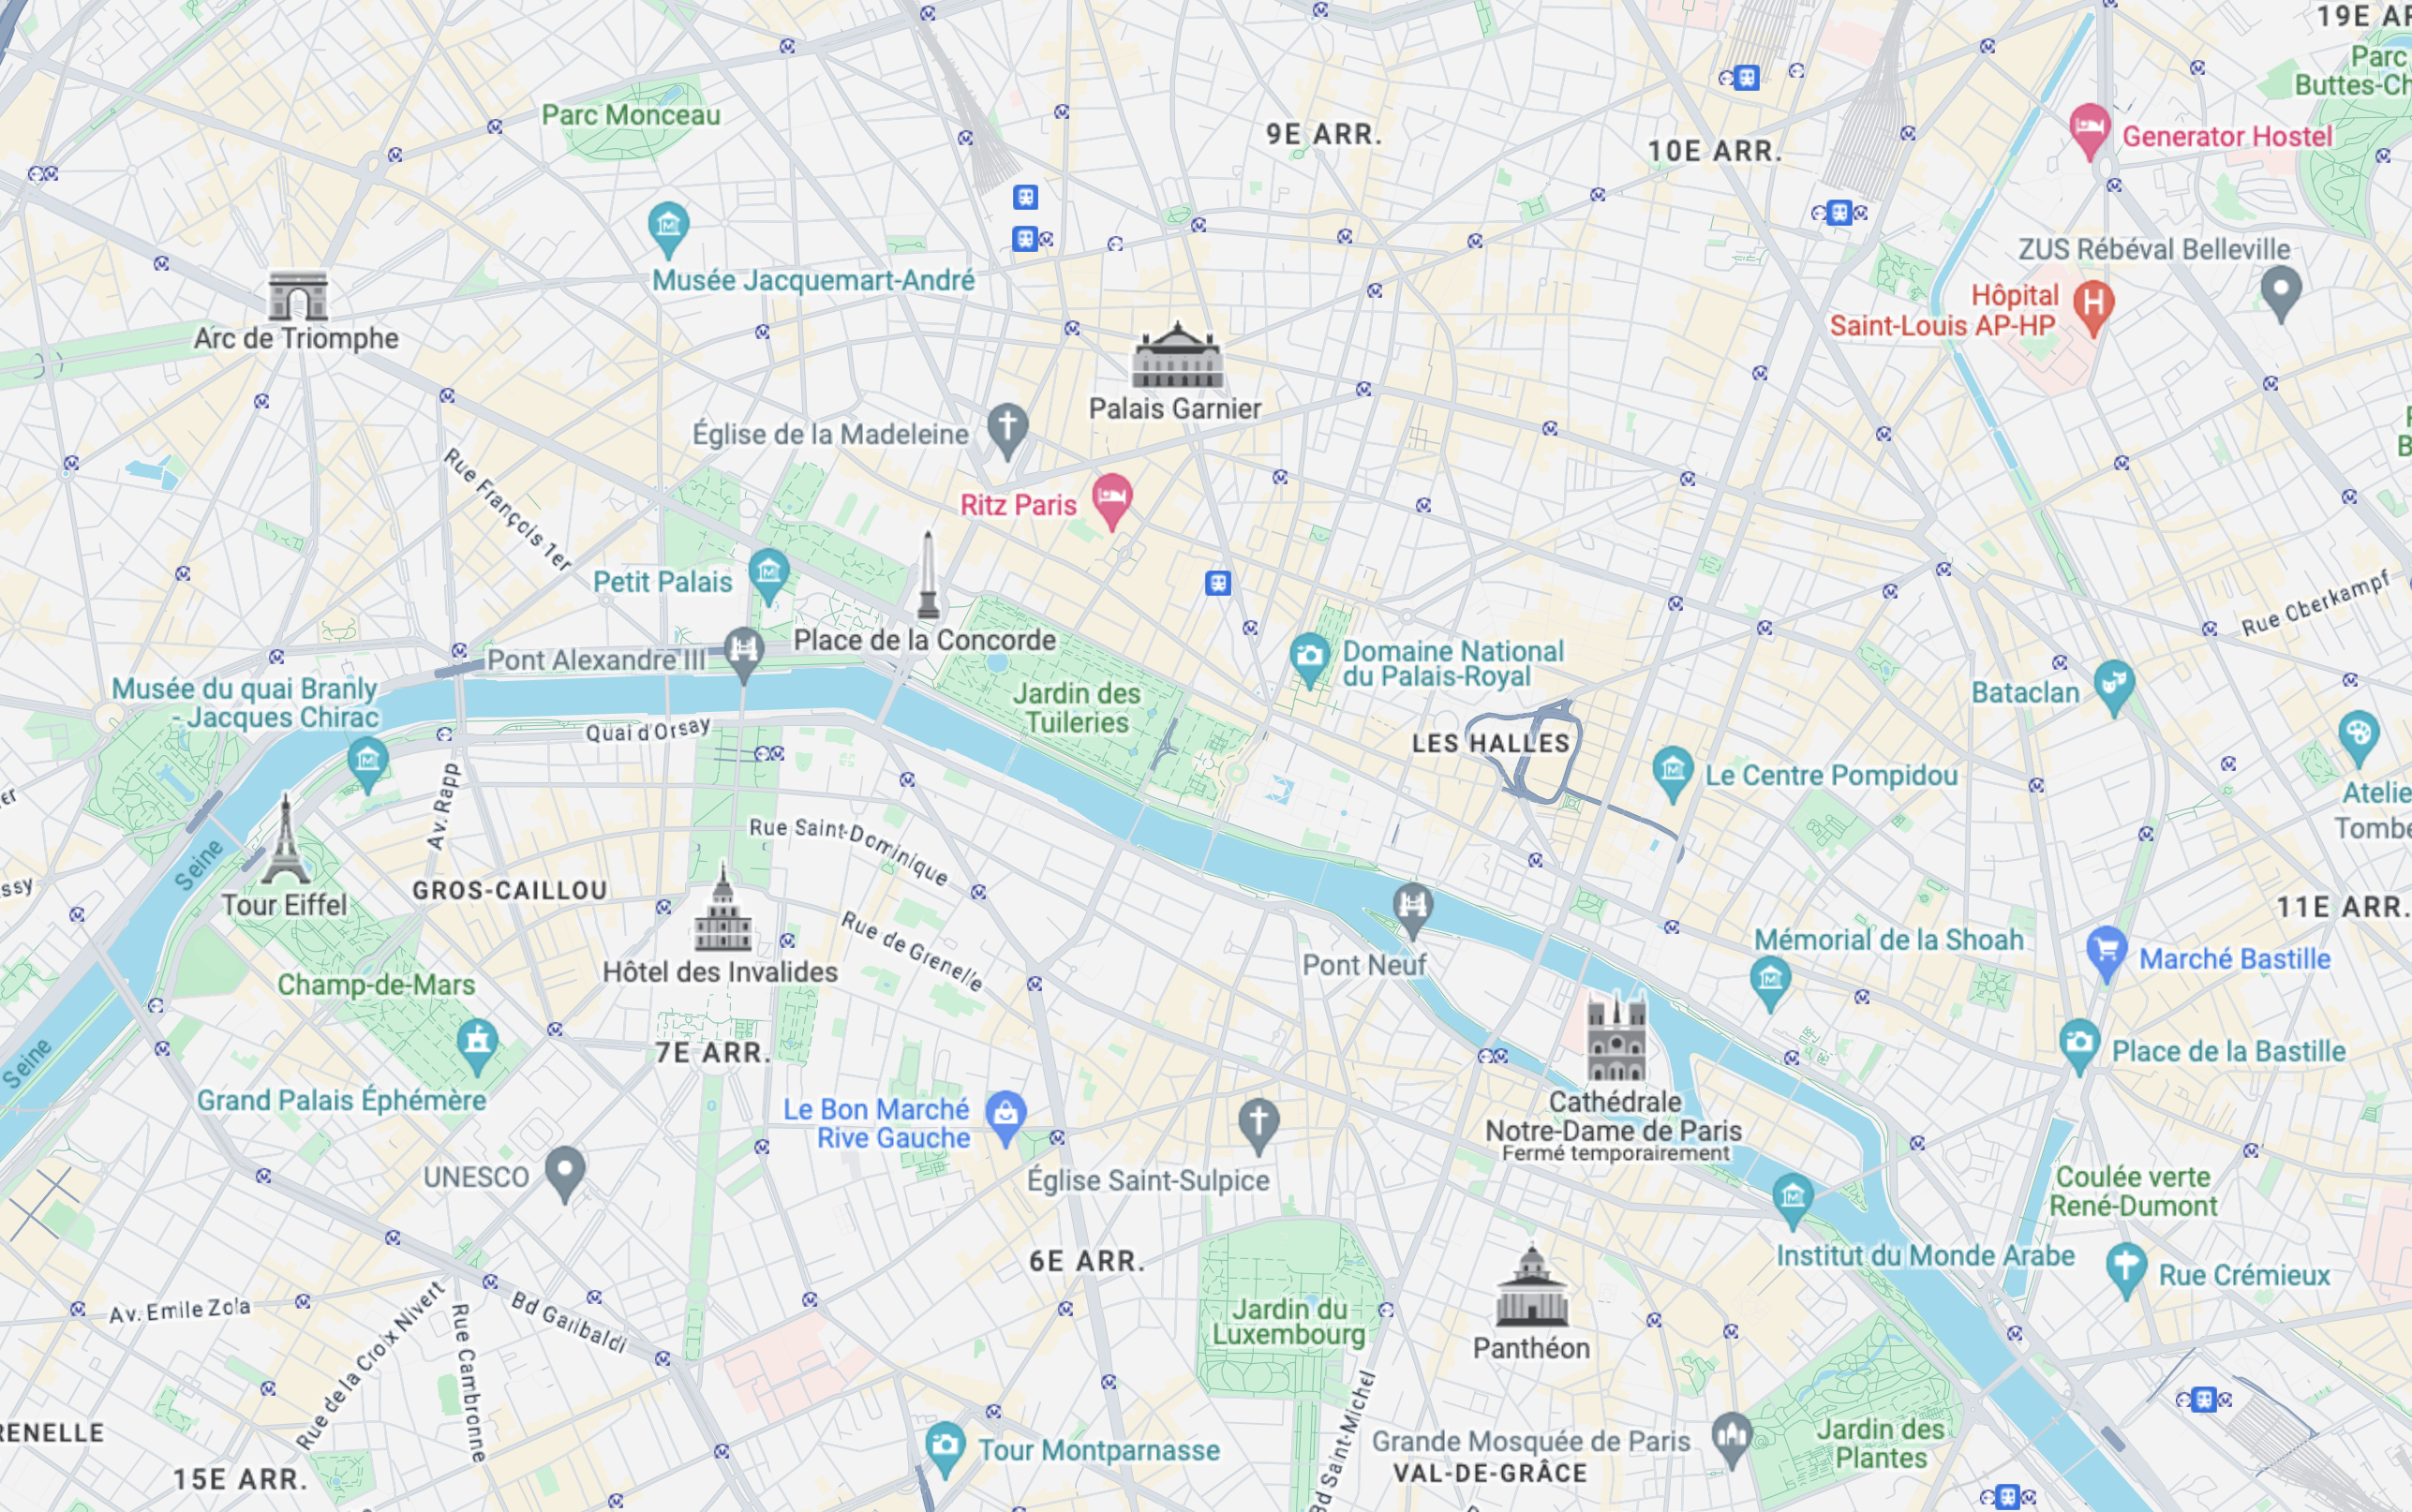 19E AR
Parc
Buttes-Ch
Parc Monceau
9E ARR.
10E ARR.
Generator Hostel
Musée Jacquemart-André
ZUS Rébéval Belleville
Hôpital
Saint-Louis AP-HP
Arc de Triomphe
Palais Garnier
Église de la Madeleine
Rue François 1er
Ritz Paris
Petit Palais
Place de la Concorde
Rue Oberkampf
Pont Alexandre III
Domaine National
du Palais-Royal
Musée du quai Branly
- Jacques Chirac
Jardin des
Tuileries
Bataclan
Quai d'Orsay
LES HALLES
Le Centre Pompidou
Atelie
Tombe
Av. Rapp
Rue Saint-Dominique
Seine
Tour Eiffel
GROS-CAILLOU
ssy
11E ARR.
Rue de Grenelle
Hôtel des Invalides
Pont Neuf
Mémorial de la Shoah
Marché Bastille
Champ-de-Mars
7E ARR.
Place de la Bastille
Seine
Grand Palais Éphémère
Le Bon Marché
Rive Gauche
Cathédrale
Notre-Dame de Paris
Fermé temporairement
UNESCO
Église Saint-Sulpice
Coulée verte
René-Dumont
6E ARR.
Institut du Monde Arabe
Rue Crémieux
Av. Emile Zola
Bd Garibaldi
Jardin du
Luxembourg
Panthéon
Rue de la Croix Nivert
Rue Cambronne
RENELLE
15E ARR.
Tour Montparnasse
Bd Saint-Michel
Grande Mosquée de Paris
VAL-DE-GRÂCE
Jardin des
Plantes